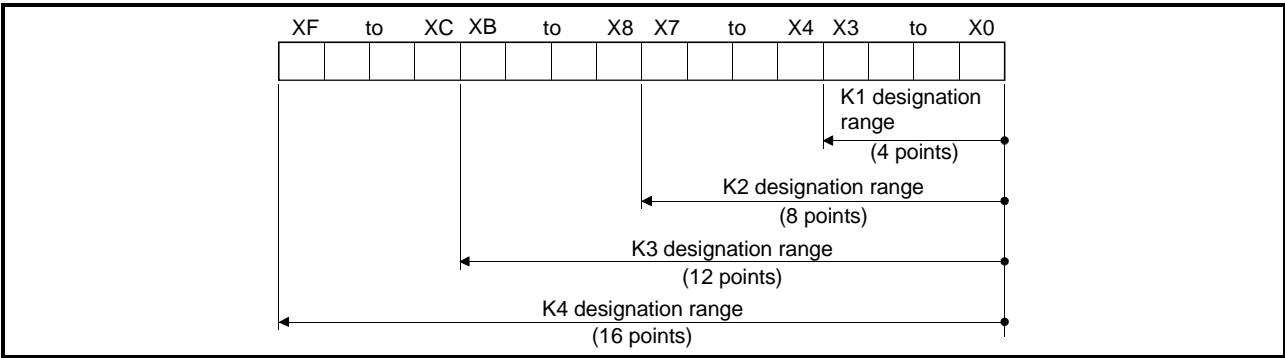 XF to XC XB to X8 X7 to X4 X3 to X0
K1 designation
range
(4 points)
K2 designation range
(8 points)
K3 designation range
(12 points)
K4 designation range
(16 points)